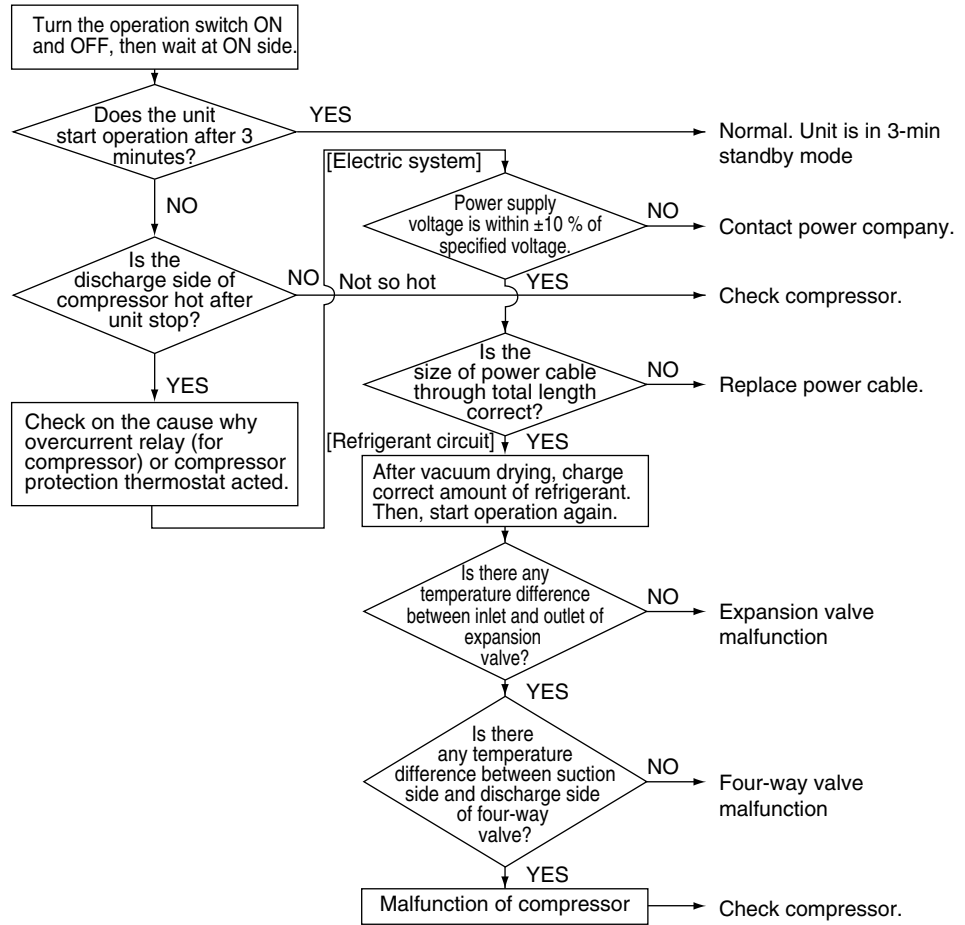 Turn the operation switch ON
and OFF, then wait at ON side.
Does the unit
start operation after 3
minutes?
YES
Normal. Unit is in 3-min
standby mode
NO
Is the
discharge side of
compressor hot after
unit stop?
NO
Not so hot
Check compressor.
YES
Check on the cause why
overcurrent relay (for
compressor) or compressor
protection thermostat acted.
[Electric system]
Power supply
voltage is within ±10 % of
specified voltage.
NO
Contact power company.
YES
Is the
size of power cable
through total length
correct?
NO
Replace power cable.
[Refrigerant circuit]
YES
After vacuum drying, charge
correct amount of refrigerant.
Then, start operation again.
Is there any
temperature difference
between inlet and outlet of
expansion
valve?
NO
Expansion valve
malfunction
YES
Is there
any temperature
difference between suction
side and discharge side
of four-way
valve?
NO
Four-way valve
malfunction
YES
Malfunction of compressor
Check compressor.